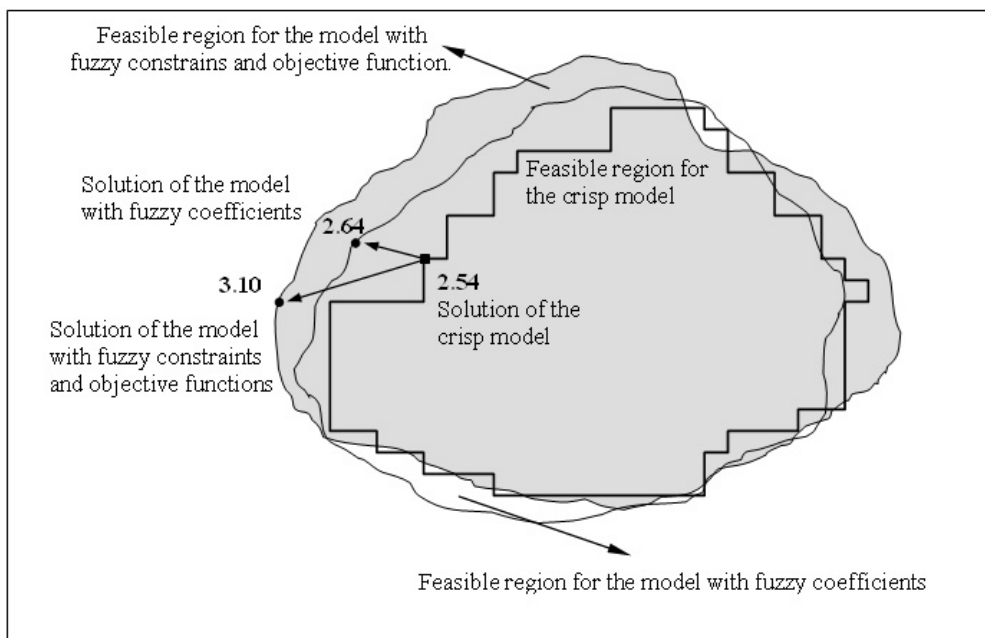 Feasible region for the model with
fuzzy constrains and objective function.
Feasible region for
the crisp model
Solution of the model
with fuzzy coefficients
2.64
3.10
2.54
Solution of the
crisp model
Solution of the model
with fuzzy constraints
and objective functions
Feasible region for the model with fuzzy coefficients